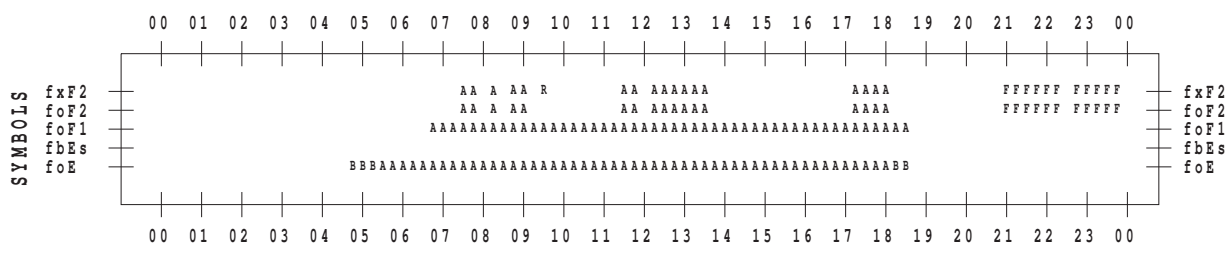 00 01 02 03 04 05 06 07 08 09 10 11 12 13 14 15 16 17 18 19 20 21 22 23 00
SYMBOLS
fxF2 AA A AA R AA AAAAAA AAAA FFFFFF FFFFF fxF2
foF2 AA A AA AA AAAAAA AAAA FFFFFF FFFFF foF2
foF1 AAAAAAAAAAAAAAAAAAAAAAAAAAAAAAAAAAAAAAAAAAAAAAAA foF1
fbEs fbEs
foE BBBAAAAAAAAAAAAAAAAAAAAAAAAAAAAAAAAAAAAAAAAAAAAAAAAAAABB foE
00 01 02 03 04 05 06 07 08 09 10 11 12 13 14 15 16 17 18 19 20 21 22 23 00